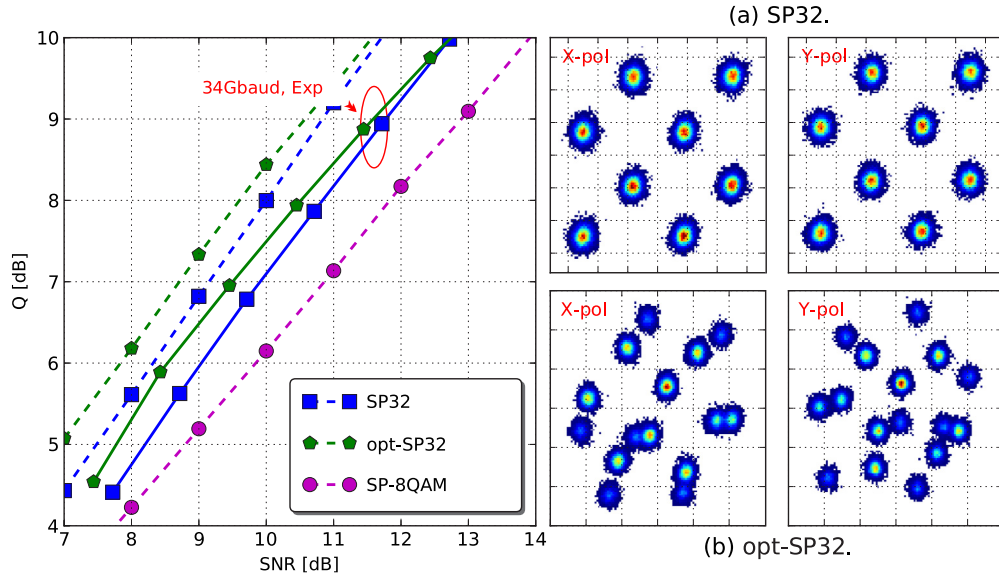 (a) SP32.
10
9
8
7
6
5
4
Q [dB]
7 8 9 10 11 12 13 14
SNR [dB]
34Gbaud, Exp
SP32
opt-SP32
SP-8QAM
X-pol
Y-pol
X-pol
Y-pol
(b) opt-SP32.